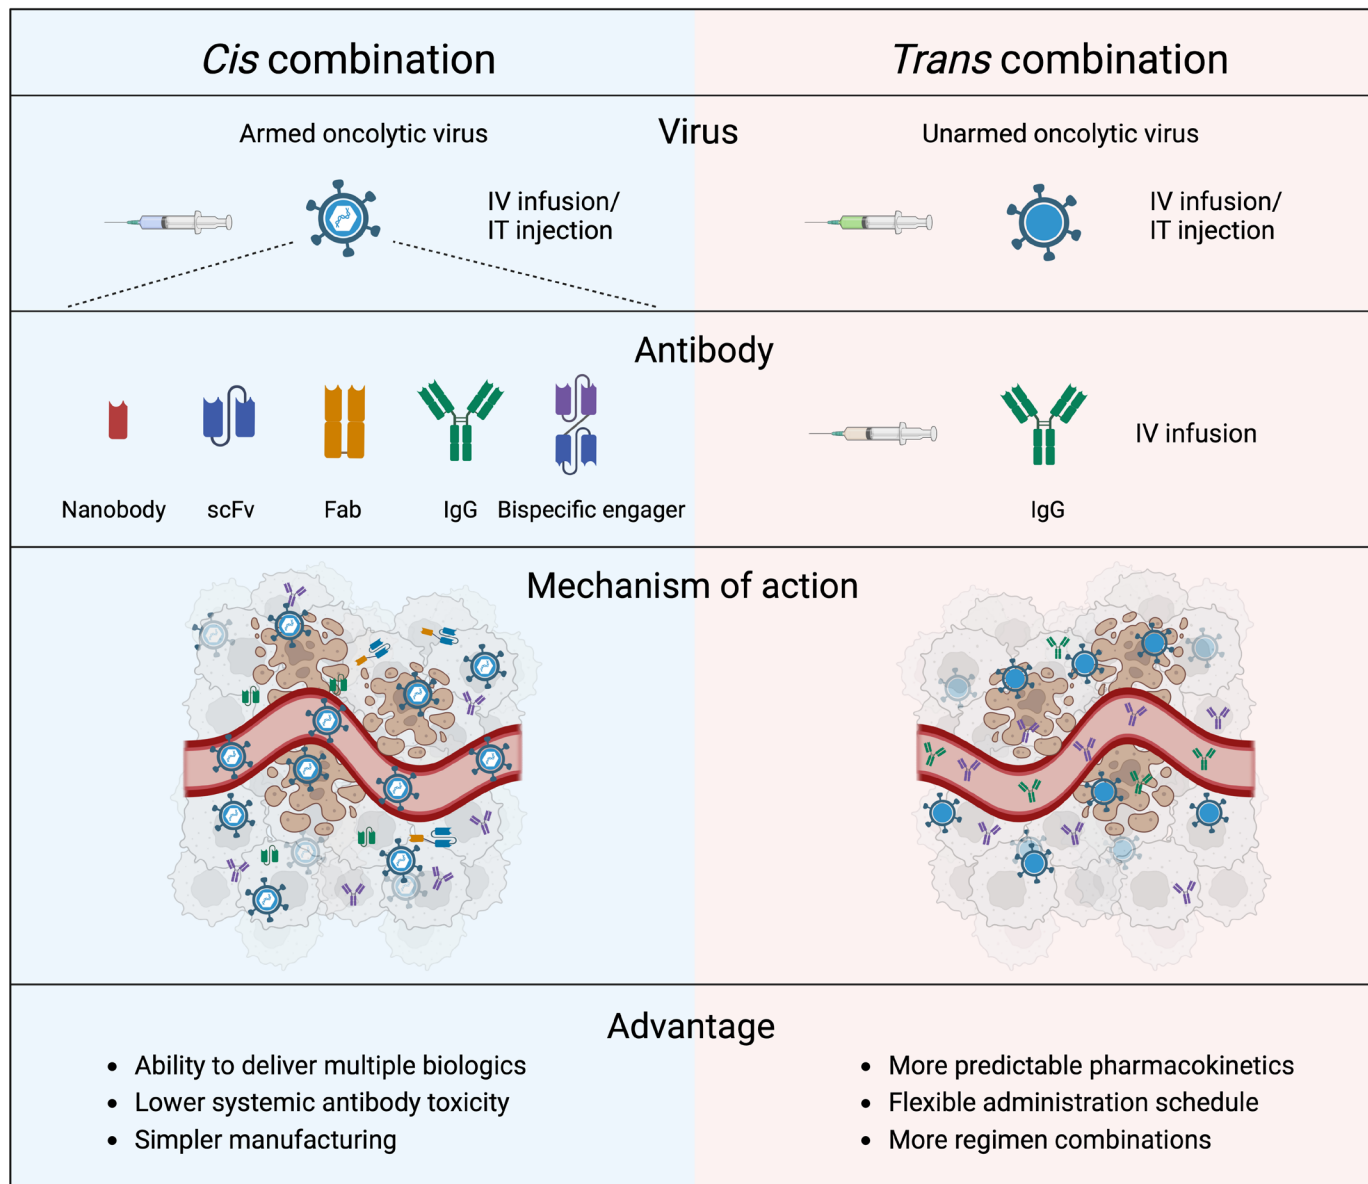 Cis combination
Trans combination
Virus
Armed oncolytic virus
IV infusion/
IT injection
Unarmed oncolytic virus
IV infusion/
IT injection
Antibody
Nanobody
scFv
Fab
IgG
Bispecific engager
IV infusion
IgG
Mechanism of action
Advantage
• Ability to deliver multiple biologics
• Lower systemic antibody toxicity
• Simpler manufacturing
• More predictable pharmacokinetics
• Flexible administration schedule
• More regimen combinations